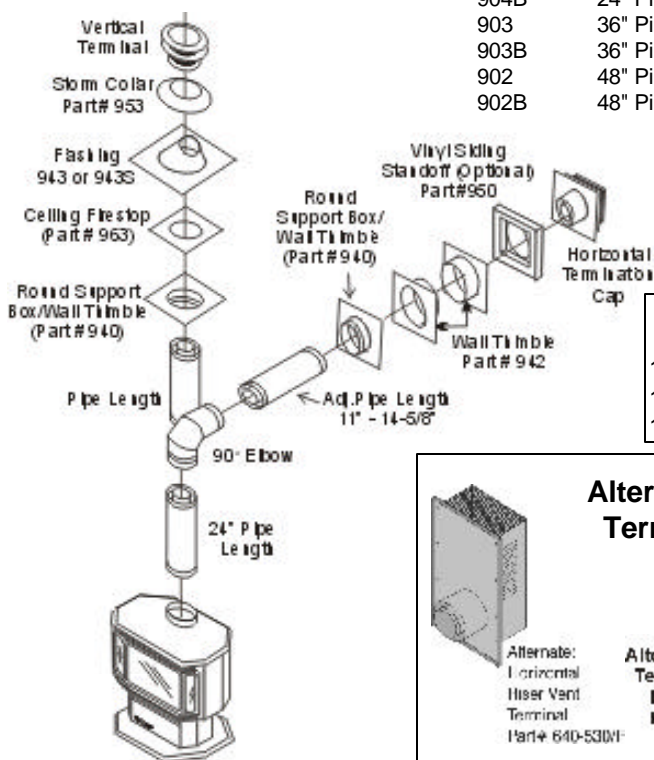 904B 24" Pi
903 36" Pi
903B 36" Pi
902 48" Pi
902B 48" Pi
Vertical
Terminal
Storm Collar
Part# 953
Flashing
943 or 943S
Ceiling Firestop
(Part# 963)
Round Support
Box/Wall Thimble
(Part#940)
Pipe Length
90° Elbow
24" Pipe
Length
Adj.Pipe Length
11" - 14-5/8"
Round
Support Box/
Wall Thimble
(Part#940)
Wall Thimble
Part# 942
Vinyl Siding
Standoff (Optional)
Part#950
Horizontal
Termination
Cap
Alter
Term
Alternate:
Horizontal
Riser Vent
Terminal
Part# 640-530/P
Alte
Te